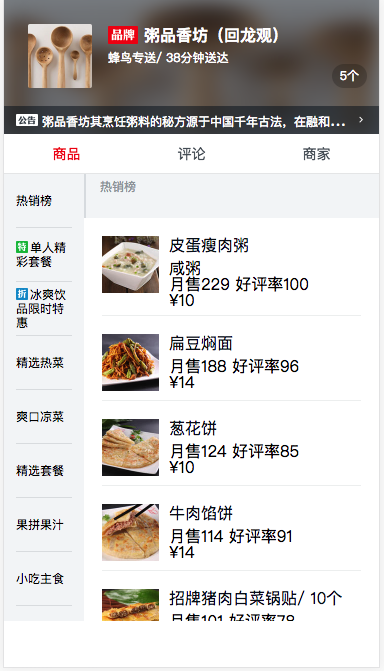 品牌 粥品香坊（回龙观）
蜂鸟专送/ 38分钟送达
5个
公告 粥品香坊其烹饪粥料的秘方源于中国千年古法，在融和... >
商品 评论 商家
热销榜
特 单人精
彩套餐
折 冰爽饮
品限时特
惠
精选热菜
爽口凉菜
精选套餐
果拼果汁
小吃主食
热销榜
皮蛋瘦肉粥
咸粥
月售229 好评率100
¥10
扁豆焖面
月售188 好评率96
¥14
葱花饼
月售124 好评率85
¥10
牛肉馅饼
月售114 好评率91
¥14
招牌猪肉白菜锅贴/ 10个
月售101 好评率78